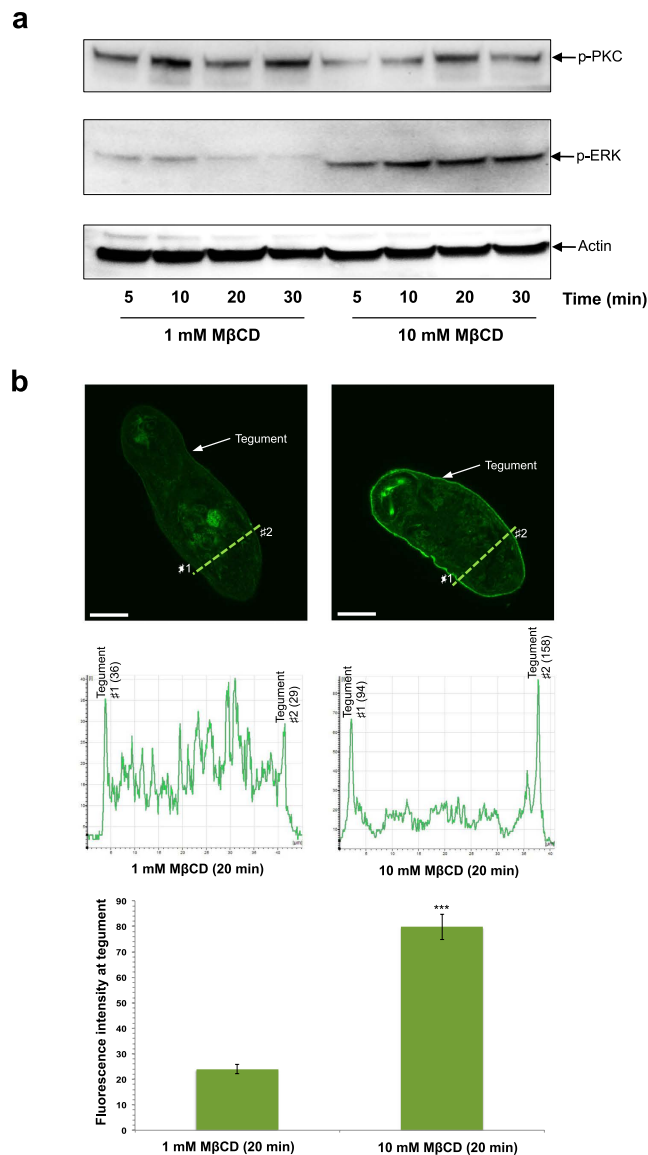 a
p-PKC
p-ERK
Actin
5 10 20 30 5 10 20 30 Time (min)
1 mM MβCD 10 mM MβCD
b
Tegument
Tegument
♯2
♯2
♯1
♯1
Tegument
♯1 (36)
Tegument
♯2 (29)
Tegument
♯1 (94)
Tegument
♯2 (158)
1 mM MβCD (20 min) 10 mM MβCD (20 min)
Fluorescence intensity at tegument
90
80
70
60
50
40
30
20
10
0
***
1 mM MβCD (20 min) 10 mM MβCD (20 min)